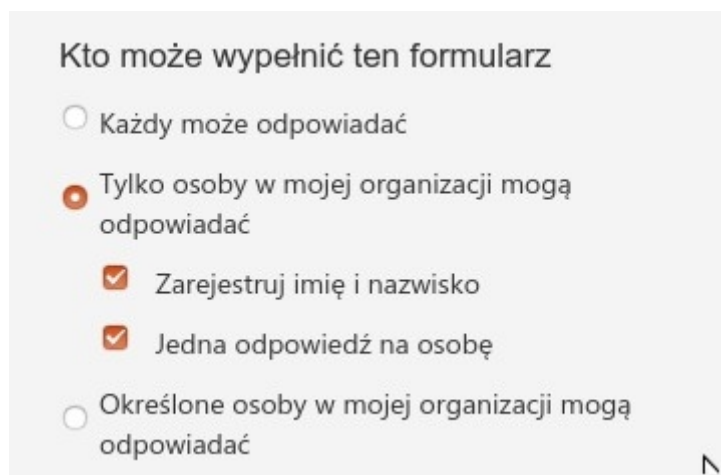 Kto może wypełnić ten formularz
Każdy może odpowiadać
Tylko osoby w mojej organizacji mogą
odpowiadać
Zarejestruj imię i nazwisko
Jedna odpowiedź na osobę
Określone osoby w mojej organizacji mogą
odpowiadać